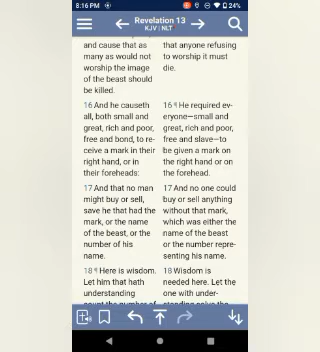 8:16 PM
24%
Revelation 13
KJV | NLT
and cause that as
many as would not
worship the image
of the beast should
be killed.
16 And he causeth
all, both small and
great, rich and poor,
free and bond, to re-
ceive a mark in their
right hand, or in
their foreheads:
17 And that no man
might buy or sell,
save he that had the
mark, or the name
of the beast, or the
number of his
name.
18 ¶ Here is wisdom.
Let him that hath
understanding
count the number of
that anyone refusing
to worship it must
die.
16 ¶ He required ev-
eryone—small and
great, rich and poor,
free and slave—to
be given a mark on
the right hand or on
the forehead.
17 And no one could
buy or sell anything
without that mark,
which was either the
name of the beast
or the number repre-
senting his name.
18 Wisdom is
needed here. Let the
one with under-
standing solve the